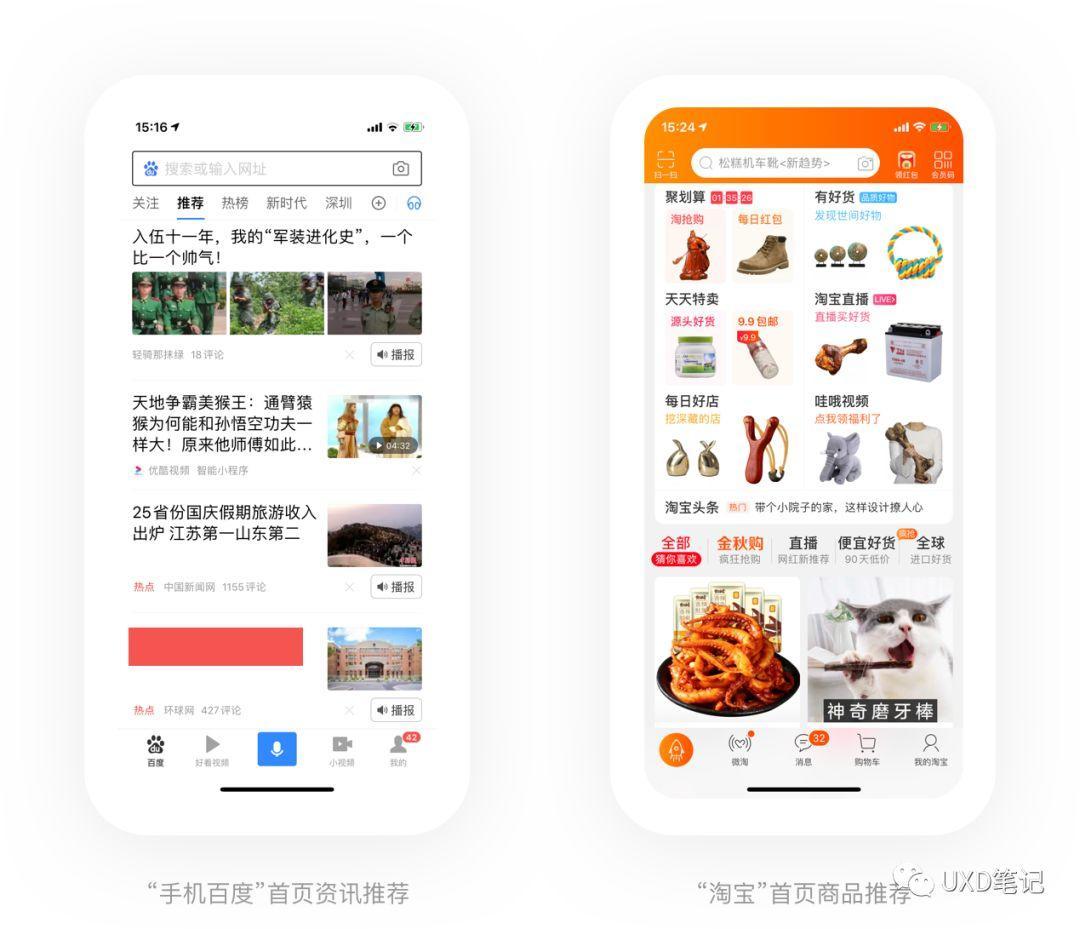 15:16
搜索或输入网址
关注 推荐 热榜 新时代 深圳
入伍十一年，我的“军装进化史”，一个
比一个帅气！
轻骑那抹绿 18评论
播报
天地争霸美猴王：通臂猿
猴为何能和孙悟空功夫一
样大！原来他师傅如此...
04:32
优酷视频 智能小程序
25省份国庆假期旅游收入
出炉 江苏第一山东第二
热点 中国新闻网 1155评论
播报
热点 环球网 427评论
播报
du
百度 好看视频 小视频 我的
42
“手机百度”首页资讯推荐
15:24
扫一扫
松糕机车靴<新趋势>
领红包 会员码
聚划算 01 35 26
有好货 品质好物
淘抢购 每日红包
发现世间好物
天天特卖
淘宝直播 LIVE
源头好货 9.9包邮
直播买好货
¥9.9
每日好店
哇哦视频
挖深藏的店
点我领福利了
淘宝头条 热门 带个小院子的家，这样设计撩人心
全部 金秋购 直播 便宜好货 疯抢 全球
猜你喜欢 疯狂抢购 网红新推荐 90天低价 进口好货
神奇磨牙棒
32
微淘 消息 购物车 我的淘宝
“淘宝”首页商品推荐
UXD笔记